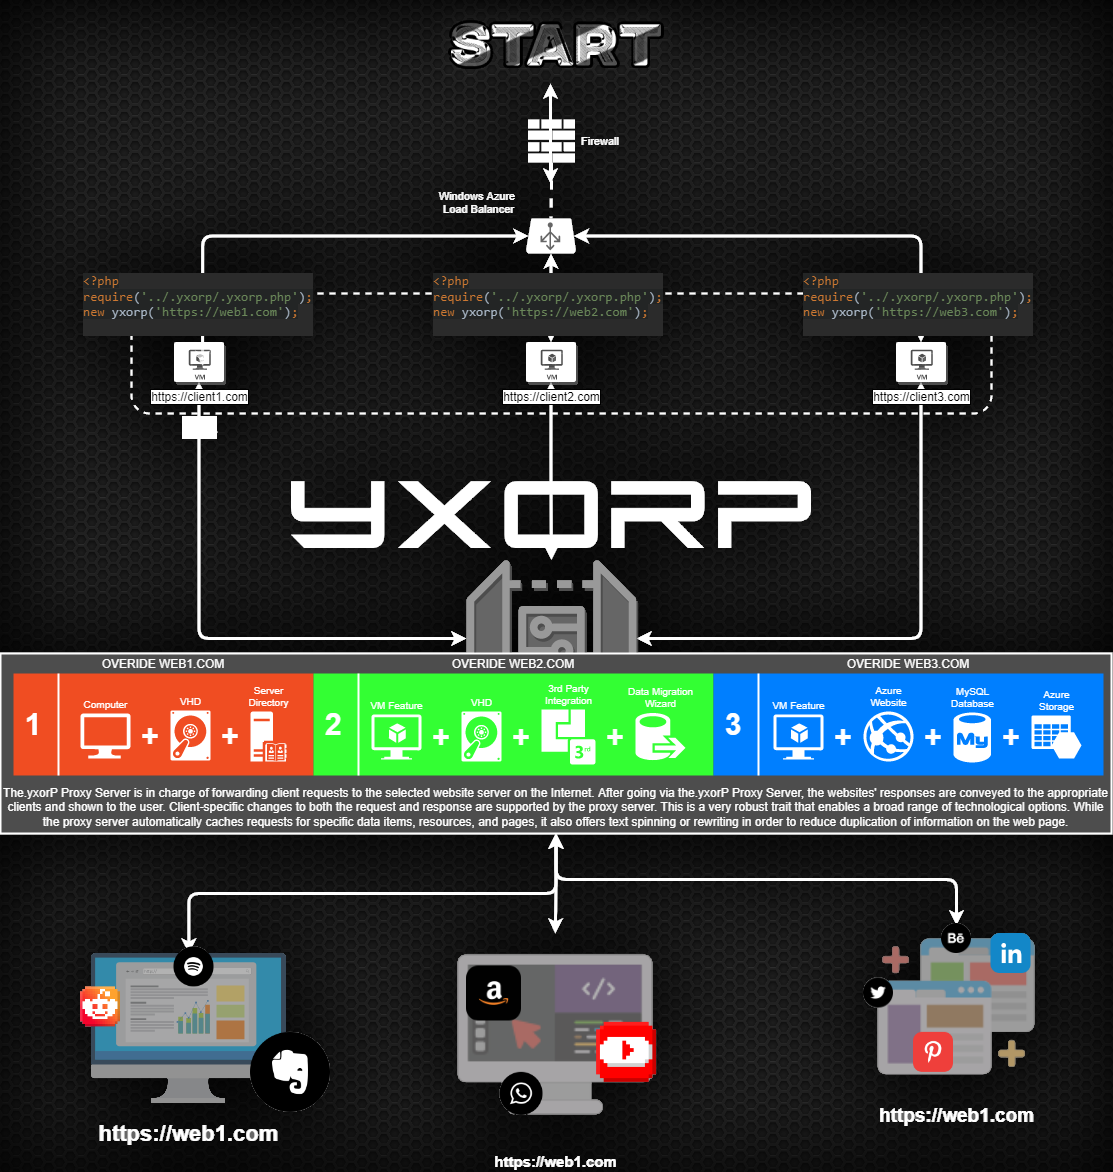 START
Firewall
Windows Azure
Load Balancer
<?php
require('../.yxorp/.yxorp.php');
new yxorp('https://web1.com');
<?php
require('../.yxorp/.yxorp.php');
new yxorp('https://web2.com');
<?php
require('../.yxorp/.yxorp.php');
new yxorp('https://web3.com');
VM
VM
VM
https://client1.com
https://client2.com
https://client3.com
YXORP
OVERIDE WEB1.COM
OVERIDE WEB2.COM
OVERIDE WEB3.COM
1
Computer
+
VHD
+
Server
Directory
2
VM Feature
+
VHD
+
3rd Party
Integration
3rd
+
Data Migration
Wizard
3
VM Feature
+
Azure
Website
+
MySQL
Database
My
+
Azure
Storage
The.yxorP Proxy Server is in charge of forwarding client requests to the selected website server on the Internet. After going via the.yxorP Proxy Server, the websites' responses are conveyed to the appropriate
clients and shown to the user. Client-specific changes to both the request and response are supported by the proxy server. This is a very robust trait that enables a broad range of technological options. While
the proxy server automatically caches requests for specific data items, resources, and pages, it also offers text spinning or rewriting in order to reduce duplication of information on the web page.
a
</>
Bē
in
https://web1.com
https://web1.com
https://web1.com